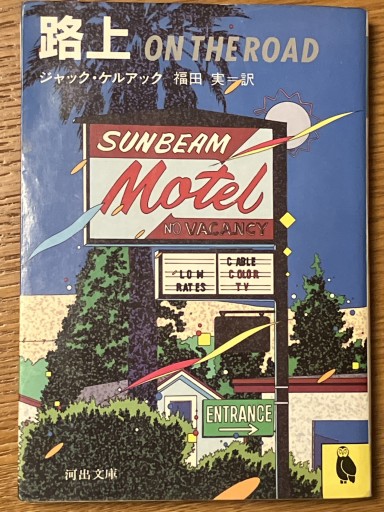 路上 ON THE ROAD
ジャック・ケルアック 福田 実=訳
SUNBEAM
Motel
NO VACANCY
LOW
RATES
CABLE
COLOR
TV
ENTRANCE
河出文庫